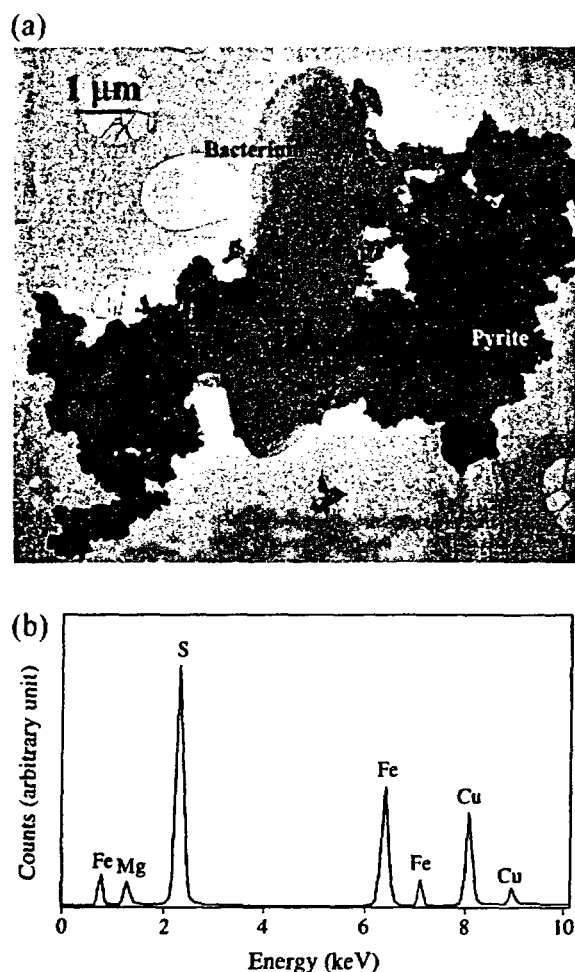 (a)
1 µm
Bacterium
Pyrite
(b)
S
Fe
Cu
Fe Mg
Fe
Cu
Counts (arbitrary unit)
0 2 4 6 8 10
Energy (keV)